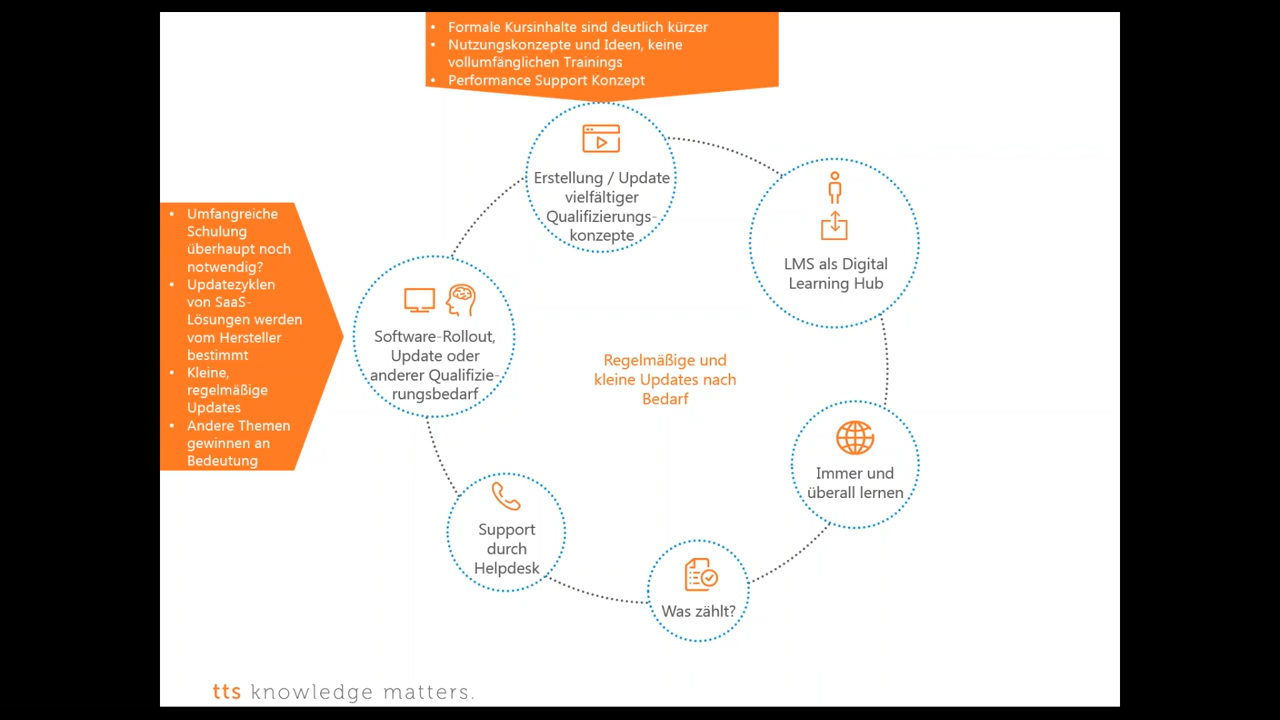 • Formale Kursinhalte sind deutlich kürzer
• Nutzungskonzepte und Ideen, keine
vollumfänglichen Trainings
• Performance Support Konzept
Erstellung / Update
vielfältiger
Qualifizierungs-
konzepte
LMS als Digital
Learning Hub
• Umfangreiche
Schulung
überhaupt noch
notwendig?
• Updatezyklen
von SaaS-
Lösungen werden
vom Hersteller
bestimmt
• Kleine,
regelmäßige
Updates
• Andere Themen
gewinnen an
Bedeutung
Software-Rollout,
Update oder
anderer Qualifizie-
rungsbedarf
Regelmäßige und
kleine Updates nach
Bedarf
Immer und
überall lernen
Support
durch
Helpdesk
Was zählt?
tts knowledge matters.